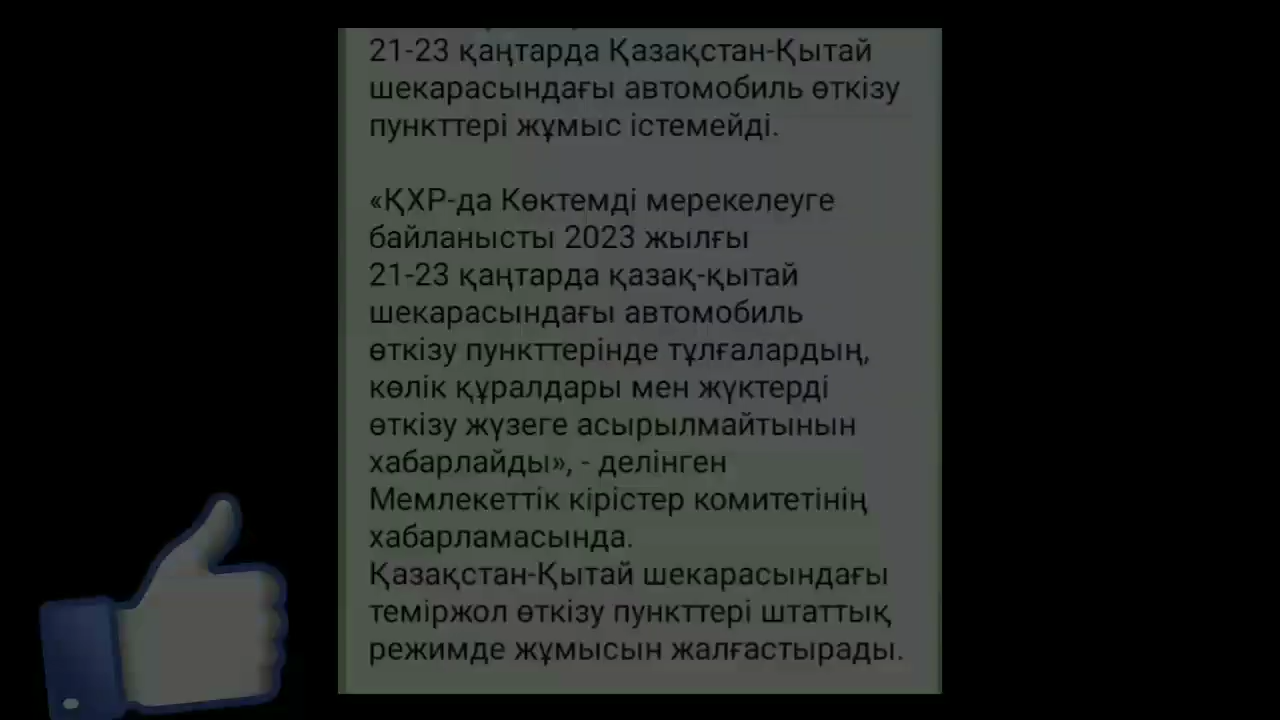 21-23 қаңтарда Қазақстан-Қытай
шекарасындағы автомобиль өткізу
пункттері жұмыс істемейді.
«ҚХР-да Көктемді мерекелеуге
байланысты 2023 жылғы
21-23 қаңтарда қазақ-қытай
шекарасындағы автомобиль
өткізу пункттерінде тұлғалардың,
көлік құралдары мен жүктерді
өткізу жүзеге асырылмайтынын
хабарлайды», - делінген
Мемлекеттік кірістер комитетінің
хабарламасында.
Қазақстан-Қытай шекарасындағы
теміржол өткізу пункттері штаттық
режимде жұмысын жалғастырады.